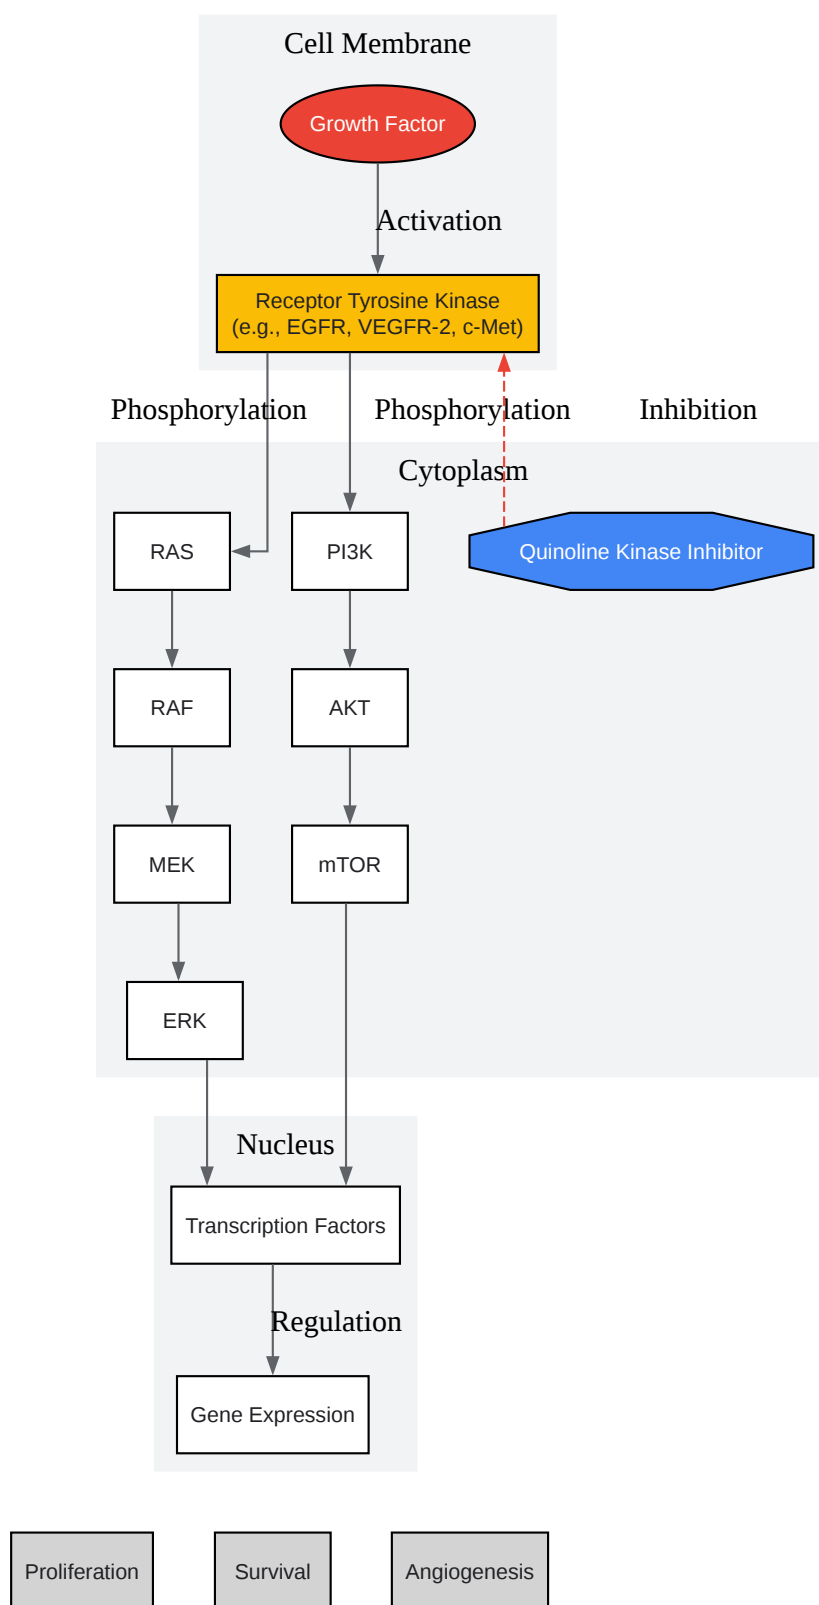 Cell Membrane
Growth Factor
Activation
Receptor Tyrosine Kinase
(e.g., EGFR, VEGFR-2, c-Met)
Phosphorylation
Phosphorylation
Inhibition
Cytoplasm
RAS
PI3K
Quinoline Kinase Inhibitor
RAF
AKT
MEK
mTOR
ERK
Nucleus
Transcription Factors
Regulation
Gene Expression
Proliferation
Survival
Angiogenesis